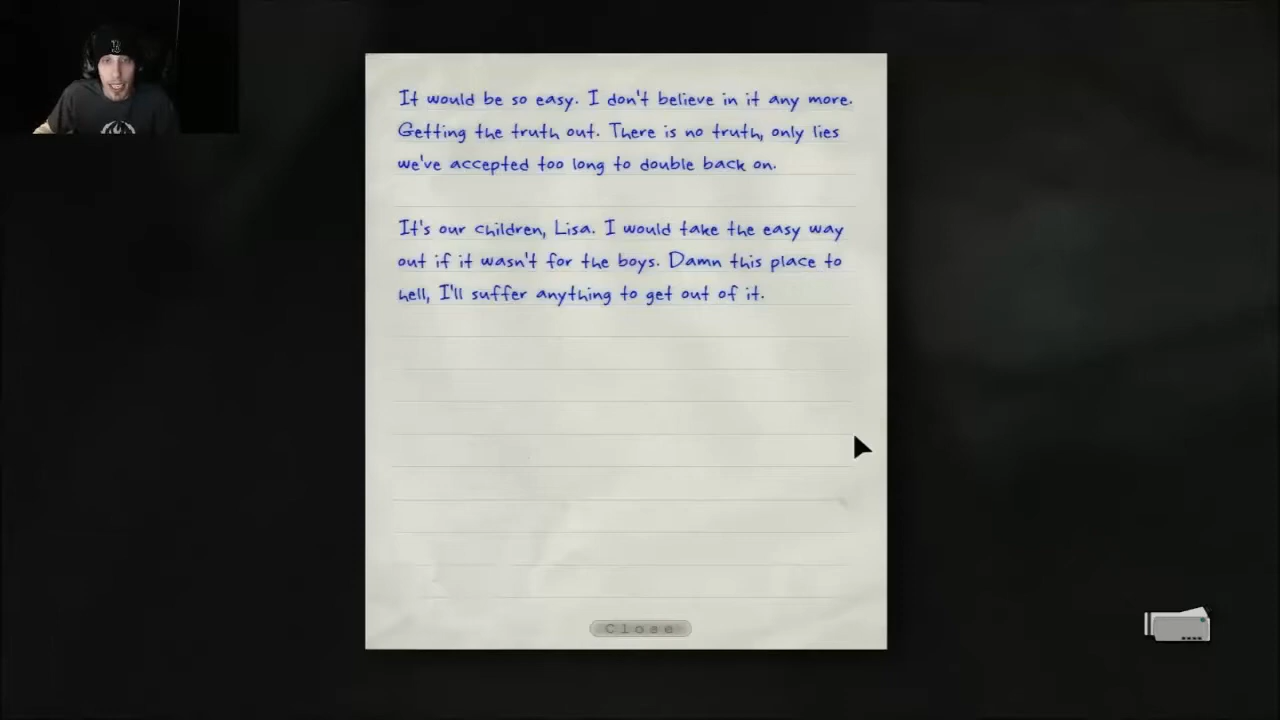 It would be so easy. I don't believe in it any more.
Getting the truth out. There is no truth, only lies
we've accepted too long to double back on.
It's our children, Lisa. I would take the easy way
out if it wasn't for the boys. Damn this place to
hell, I'll suffer anything to get out of it.
Close